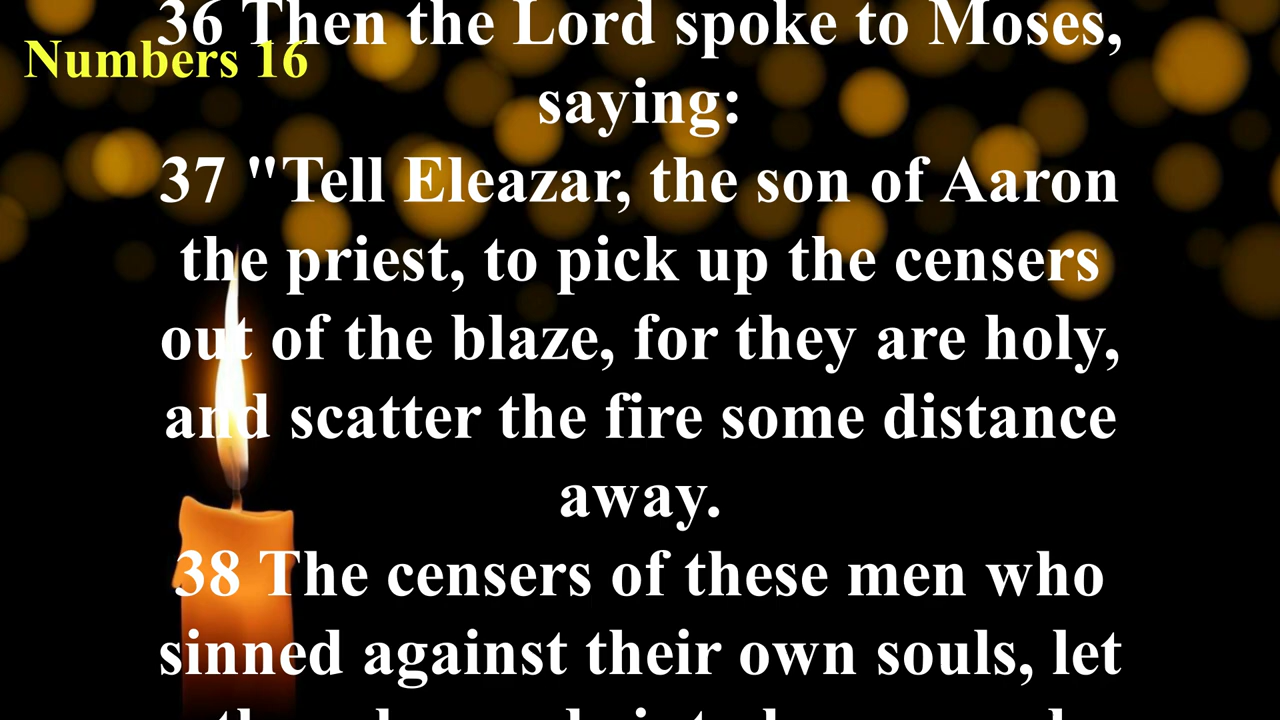 36 Then the Lord spoke to Moses,
Numbers 16
saying:
37 "Tell Eleazar, the son of Aaron
the priest, to pick up the censers
out of the blaze, for they are holy,
and scatter the fire some distance
away.
38 The censers of these men who
sinned against their own souls, let